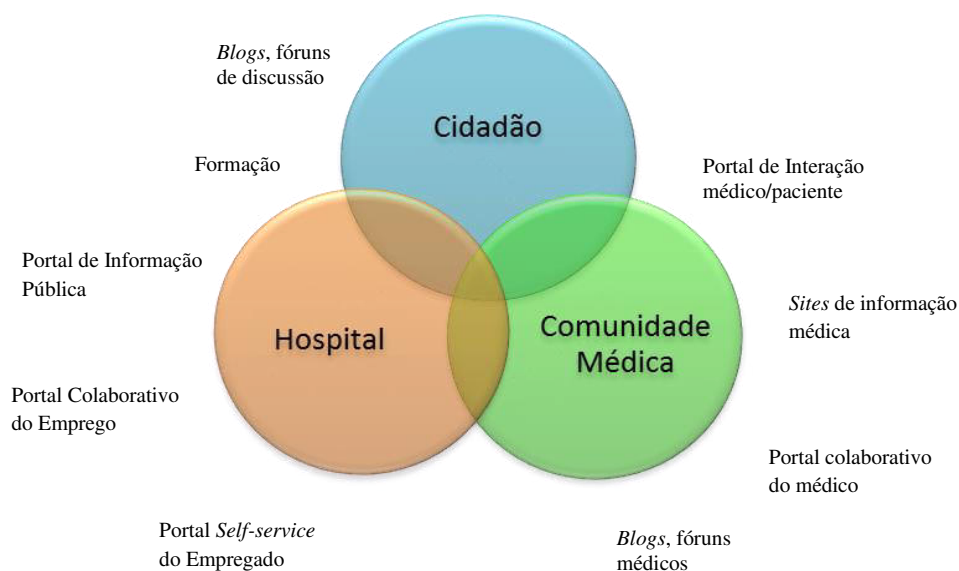 Blogs, fóruns
de discussão
Cidadão
Formação
Portal de Interação
médico/paciente
Portal de Informação
Pública
Sites de informação
médica
Hospital
Comunidade
Médica
Portal Colaborativo
do Emprego
Portal colaborativo
do médico
Portal Self-service
do Empregado
Blogs, fóruns
médicos